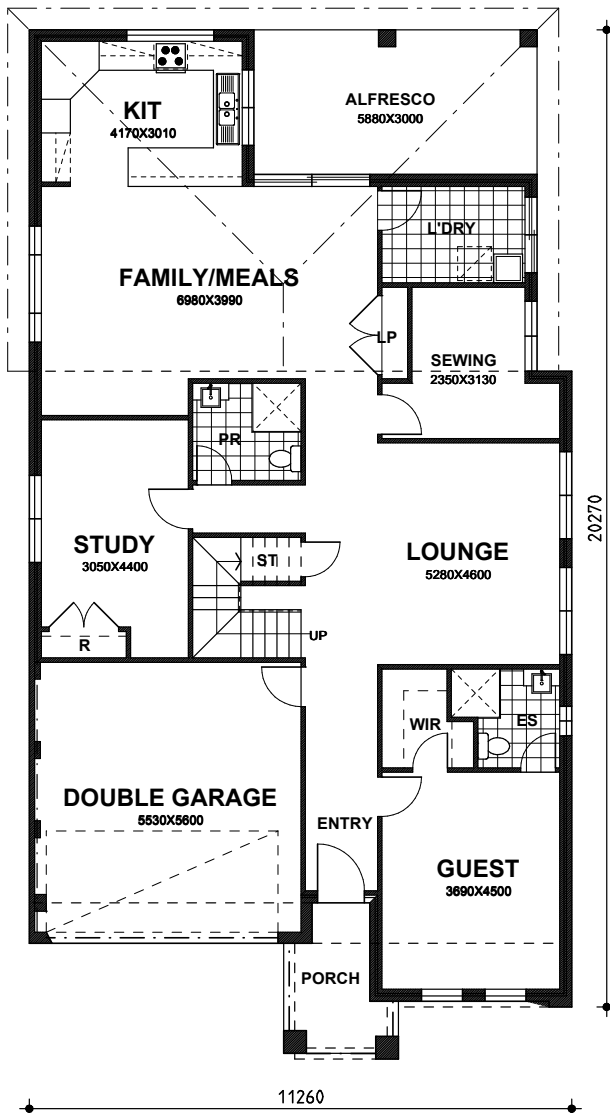 KIT
4170X3010
ALFRESCO
5880X3000
L'DRY
FAMILY/MEALS
6980X3990
LP
SEWING
2350X3130
PR
20270
STUDY
3050X4400
ST
LOUNGE
5280X4600
UP
R
WIR
ES
DOUBLE GARAGE
5530X5600
ENTRY
GUEST
3690X4500
PORCH
11260